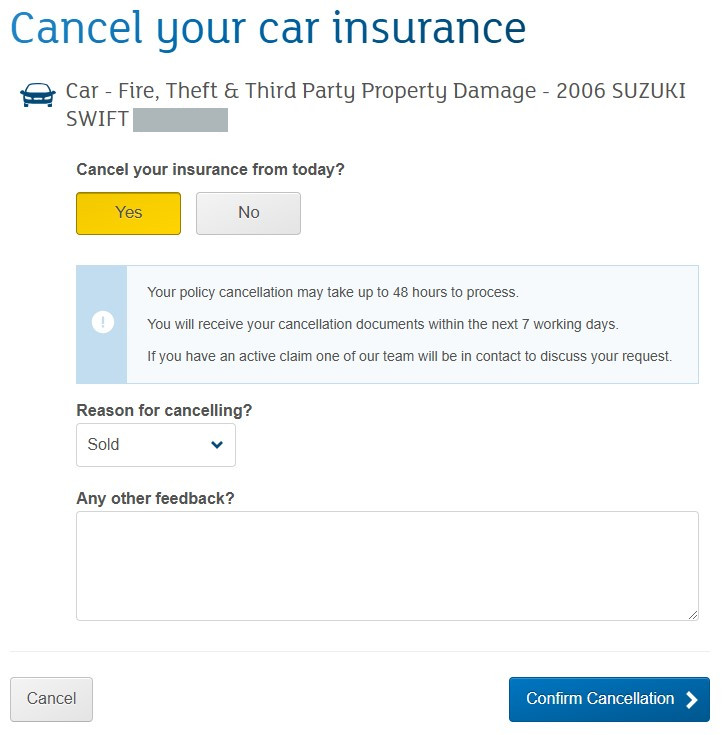 Cancel your car insurance
Car - Fire, Theft & Third Party Property Damage - 2006 SUZUKI
SWIFT
Cancel your insurance from today?
Yes No
!
Your policy cancellation may take up to 48 hours to process.
You will receive your cancellation documents within the next 7 working days.
If you have an active claim one of our team will be in contact to discuss your request.
Reason for cancelling?
Sold
Any other feedback?
Cancel Confirm Cancellation